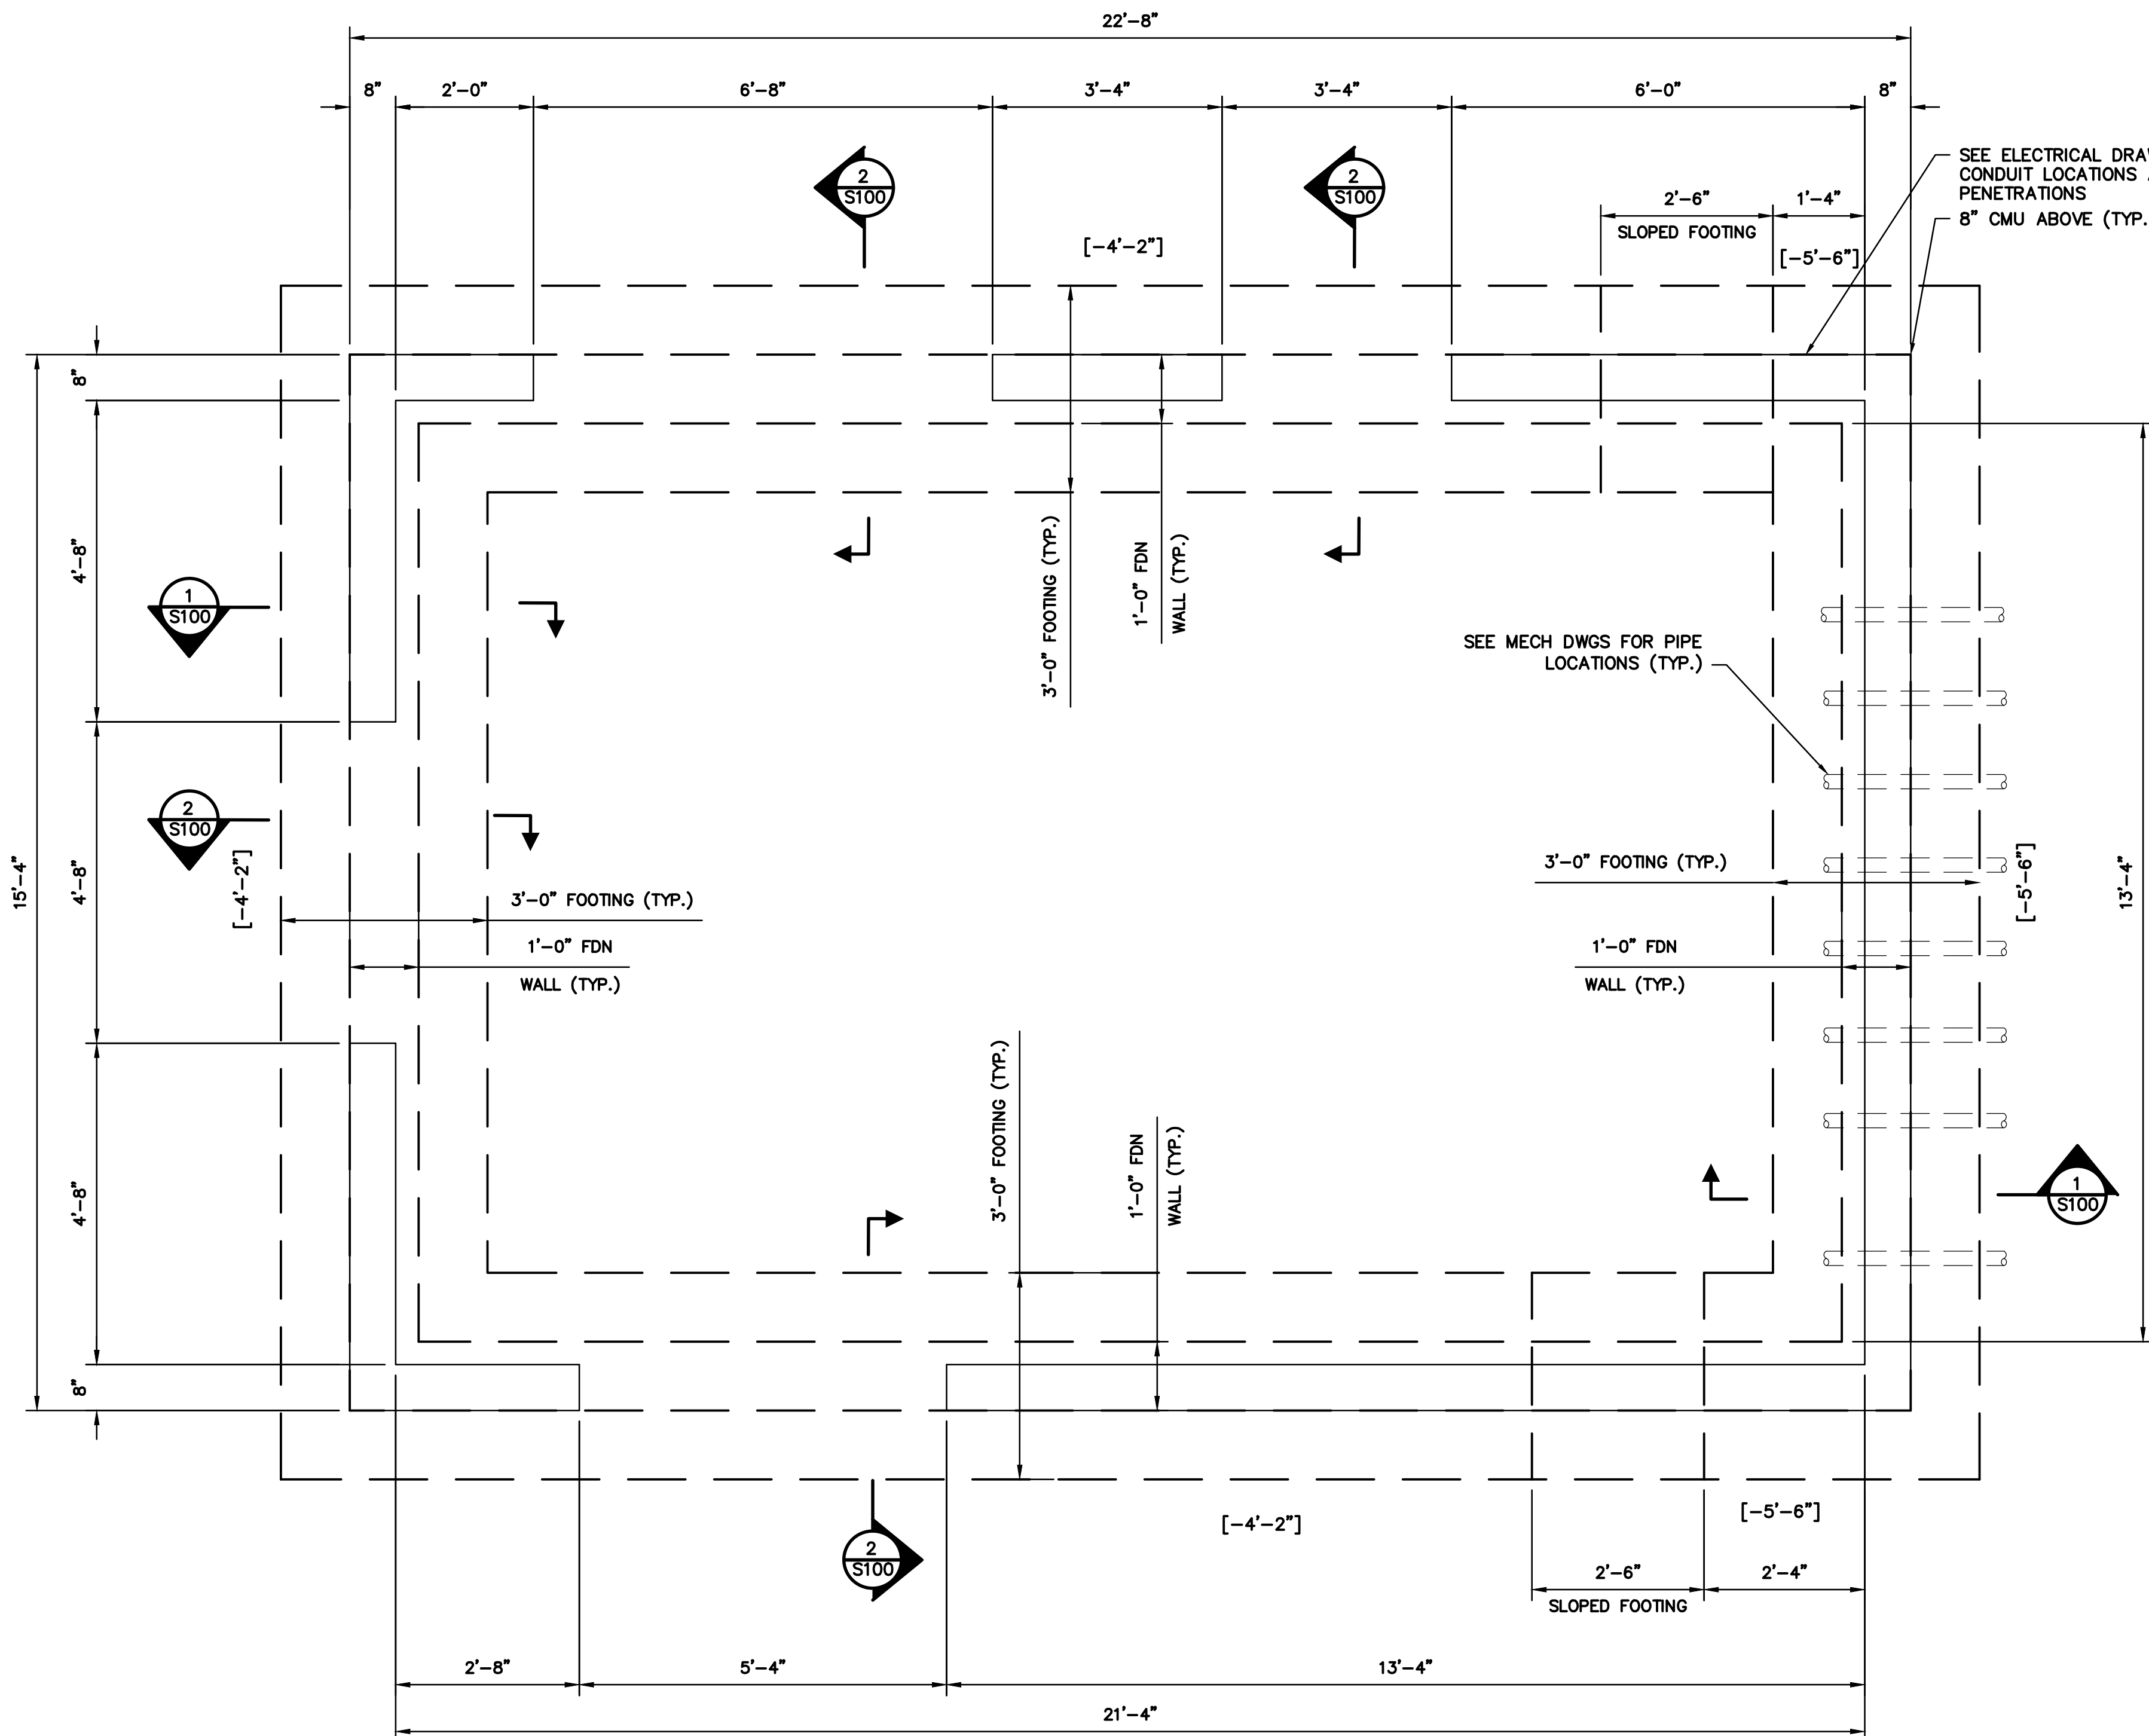 22'-8"
8"
2'-0"
6'-8"
3'-4"
3'-4"
6'-0"
8"
SEE ELECTRICAL
CONDUIT LOCATIONS
PENETRATIONS
8" CMU ABOVE (TYP.
2
S100
2
S100
2'-6"
1'-4"
SLOPED FOOTING
[-4'-2"]
[-5'-6"]
8"
4'-8"
3'-0" FOOTING (TYP.)
1'-0" FDN
WALL (TYP.)
1
S100
SEE MECH DWGS FOR PIPE
LOCATIONS (TYP.)
2
S100
15'-4"
4'-8"
[-4'-2"]
3'-0" FOOTING (TYP.)
1'-0" FDN
WALL (TYP.)
3'-0" FOOTING (TYP.)
1'-0" FDN
WALL (TYP.)
[-5'-6"]
13'-4"
4'-8"
3'-0" FOOTING (TYP.)
1'-0" FDN
WALL (TYP.)
1
S100
8"
2
S100
[-4'-2"]
[-5'-6"]
2'-6"
2'-4"
SLOPED FOOTING
2'-8"
5'-4"
13'-4"
21'-4"